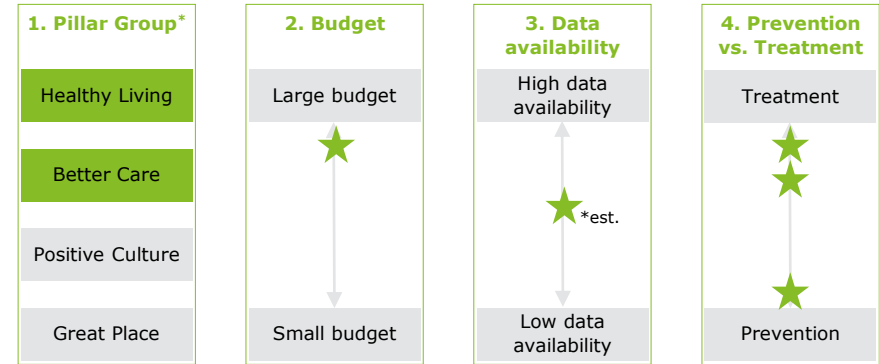 1. Pillar Group*
Healthy Living
Better Care
Positive Culture
Great Place
2. Budget
Large budget
Small budget
3. Data
availability
High data
availability
*est.
Low data
availability
4. Prevention
vs. Treatment
Treatment
Prevention